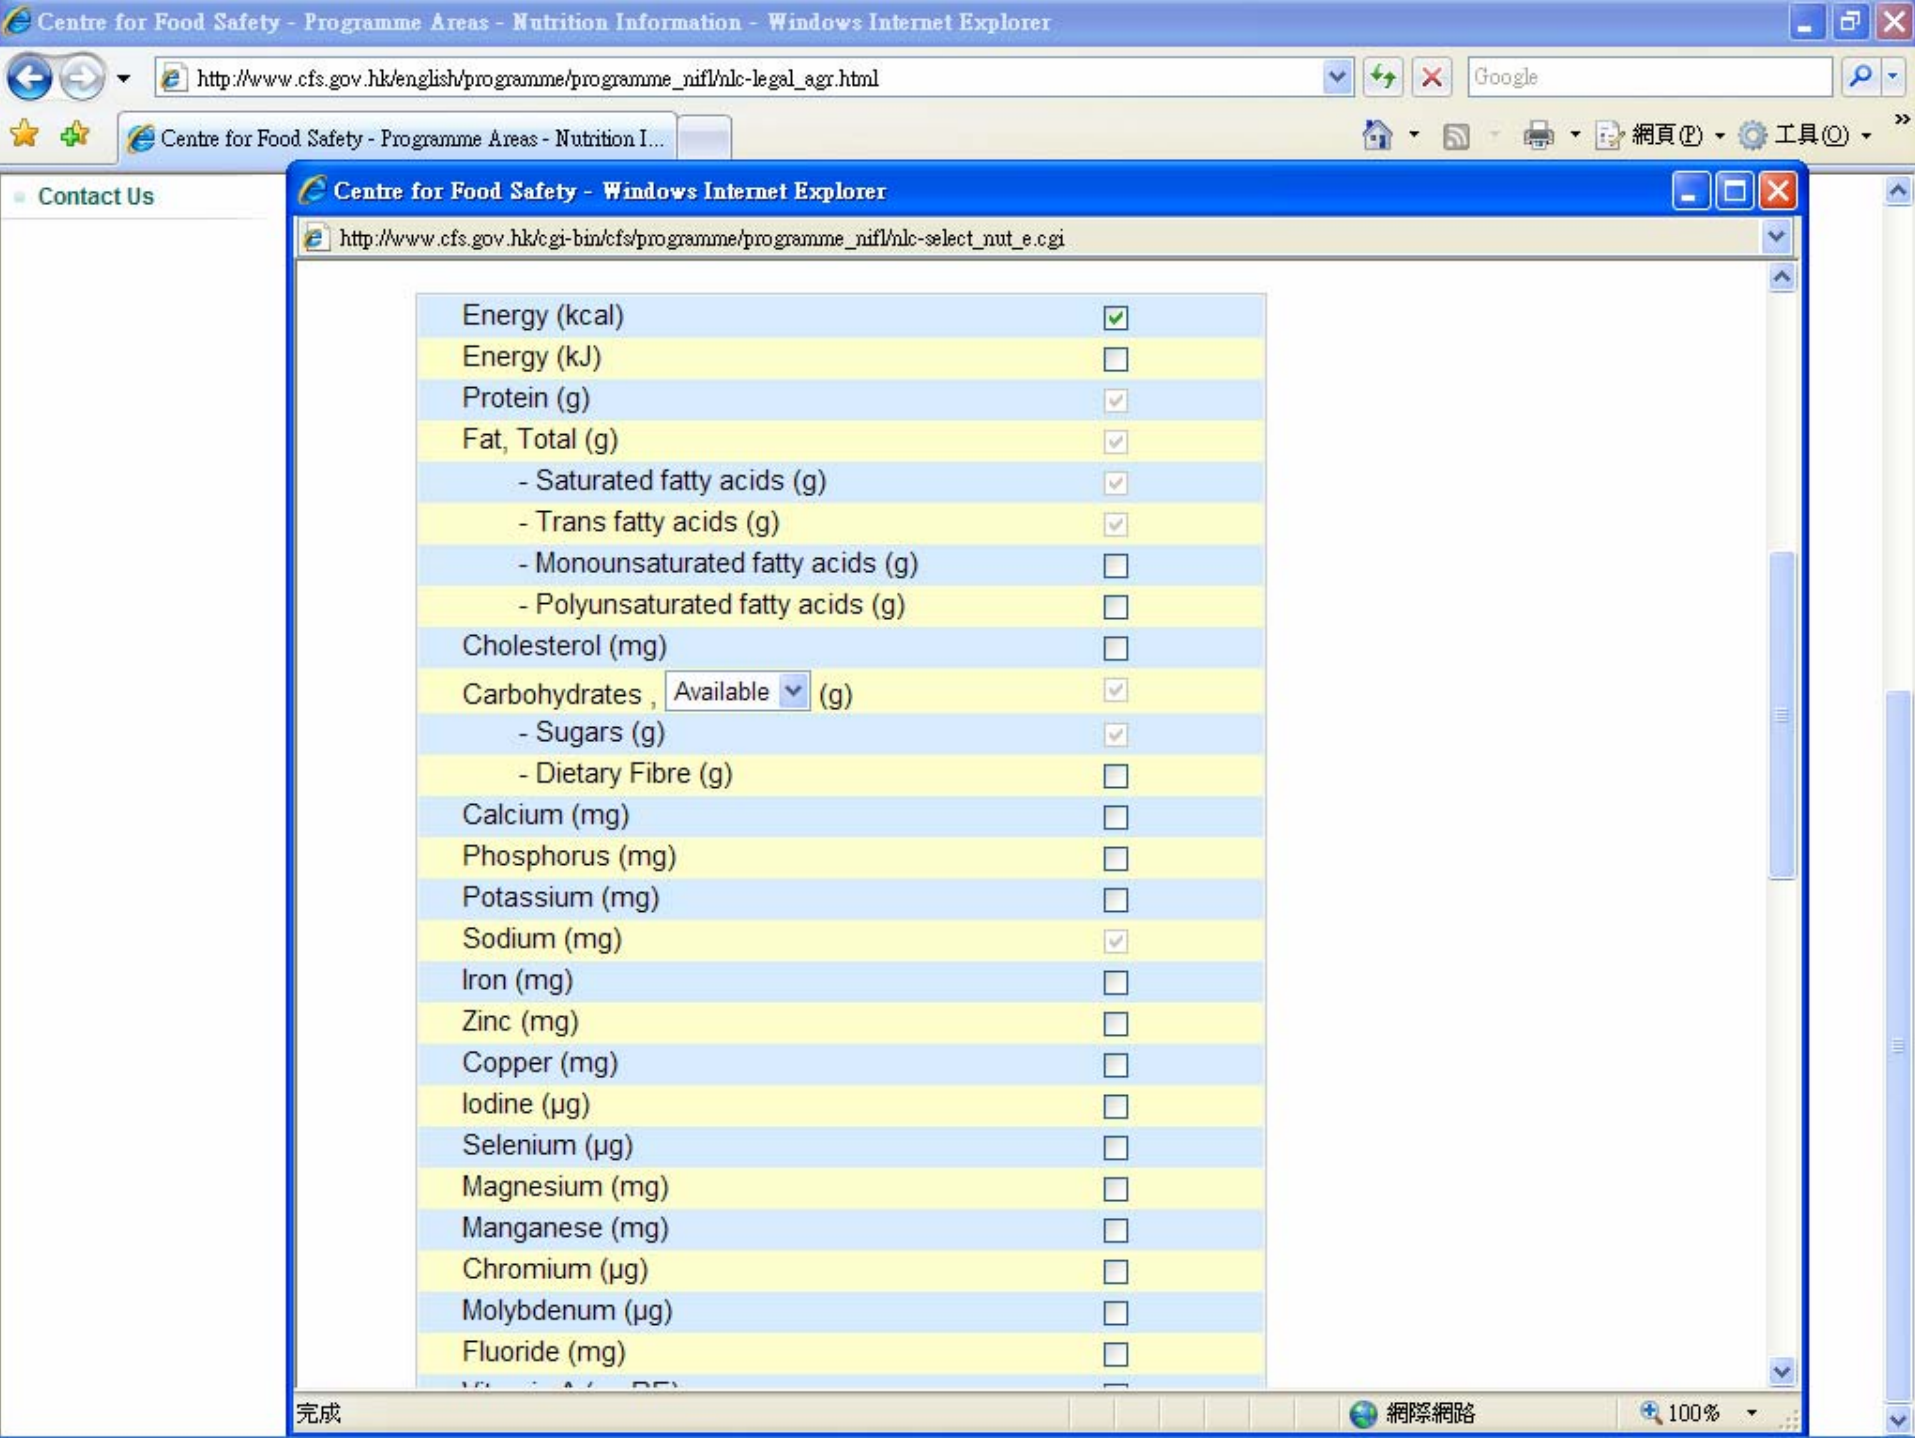 Centre for Food Safety - Programme Areas - Nutrition Information - Windows Internet Explorer
http://www.cfs.gov.hk/english/programme/programme_nifl/nlc-legal_agr.html
Google
Centre for Food Safety - Programme Areas - Nutrition I...
網頁(P)
工具(O)
»
Contact Us
Centre for Food Safety - Windows Internet Explorer
http://www.cfs.gov.hk/cgi-bin/cfs/programme/programme_nifl/nlc-select_nut_e.cgi
Energy (kcal)
Energy (kJ)
Protein (g)
Fat, Total (g)
- Saturated fatty acids (g)
- Trans fatty acids (g)
- Monounsaturated fatty acids (g)
- Polyunsaturated fatty acids (g)
Cholesterol (mg)
Carbohydrates , Available (g)
- Sugars (g)
- Dietary Fibre (g)
Calcium (mg)
Phosphorus (mg)
Potassium (mg)
Sodium (mg)
Iron (mg)
Zinc (mg)
Copper (mg)
Iodine (µg)
Selenium (µg)
Magnesium (mg)
Manganese (mg)
Chromium (µg)
Molybdenum (µg)
Fluoride (mg)
完成
網際網路
100%